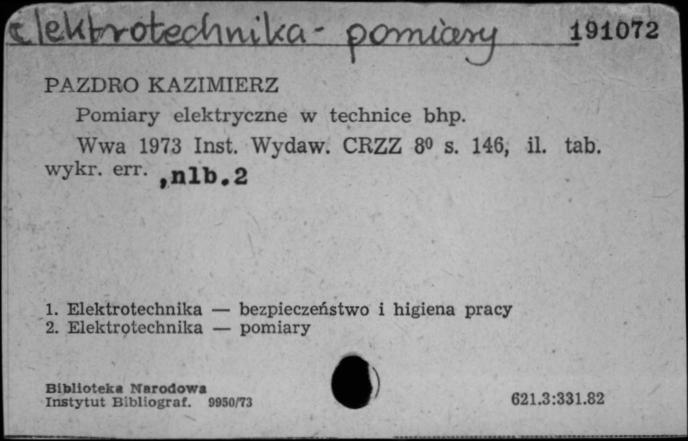 elektrotechnika - pomiary 191072
PAZDRO KAZIMIERZ
Pomiary elektryczne w technice bhp.
Wwa 1973 Inst. Wydaw. CRZZ 8⁰ s. 146, il. tab.
wykr. err. ,nlb.2
1. Elektrotechnika — bezpieczeństwo i higiena pracy
2. Elektrotechnika — pomiary
Biblioteka Narodowa
Instytut Bibliograf. 9950/73 621.3:331.82